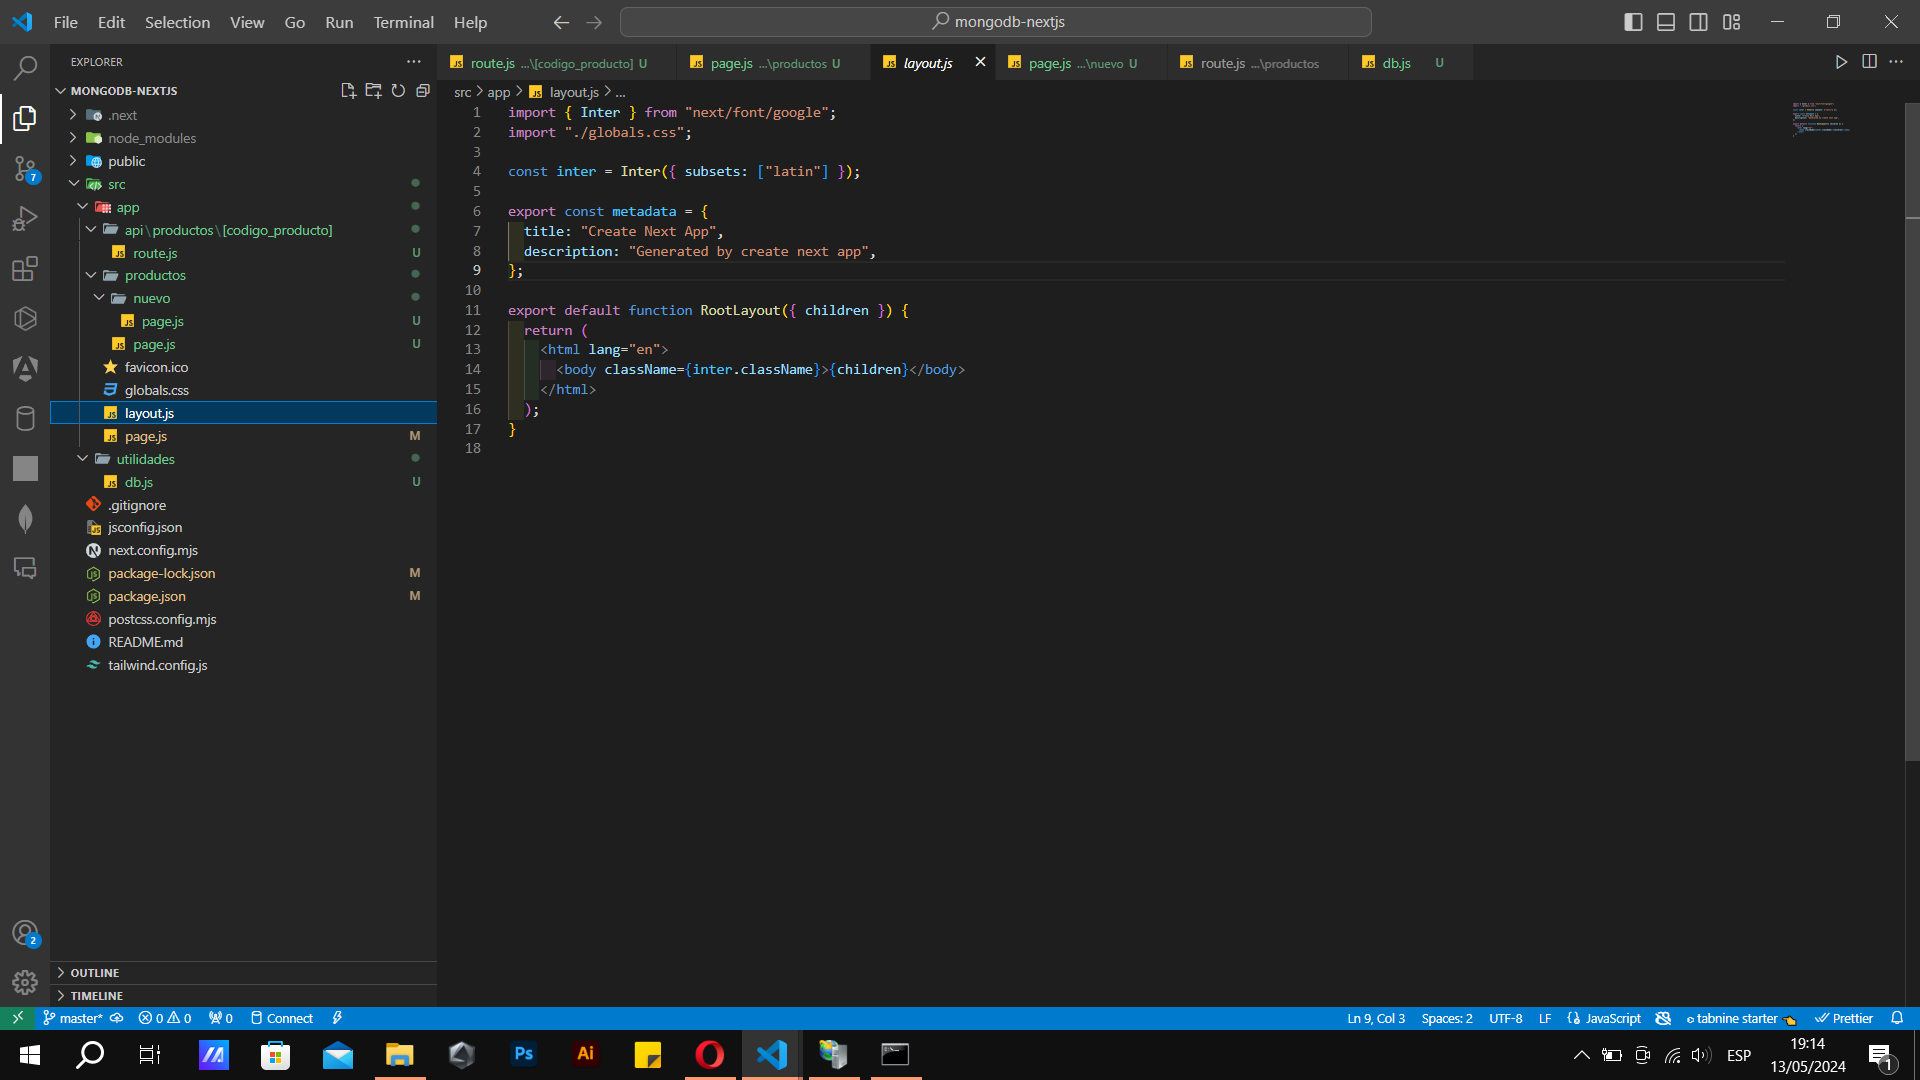 File Edit Selection View Go Run Terminal Help mongodb-nextjs
EXPLORER
MONGODB-NEXTJS
.next
node_modules
public
src
app
api\productos\[codigo_producto]
route.js U
productos
nuevo
page.js U
page.js U
favicon.ico
globals.css
layout.js
page.js M
utilidades
db.js U
.gitignore
jsconfig.json
next.config.mjs
package-lock.json M
package.json M
postcss.config.mjs
README.md
tailwind.config.js
OUTLINE
TIMELINE
7
2
route.js ...\[codigo_producto] U page.js ...\productos U layout.js page.js ...\nuevo U route.js ...\productos db.js U
src > app > layout.js > ...
1 import { Inter } from "next/font/google";
2 import "./globals.css";
3
4 const inter = Inter({ subsets: ["latin"] });
5
6 export const metadata = {
7 title: "Create Next App",
8 description: "Generated by create next app",
9 };
10
11 export default function RootLayout({ children }) {
12 return (
13 <html lang="en">
14 <body className={inter.className}>{children}</body>
15 </html>
16 );
17 }
18
master* 0 0 0 Connect Ln 9, Col 3 Spaces: 2 UTF-8 LF JavaScript tabnine starter Prettier
Ps Ai ESP 19:14
13/05/2024 1